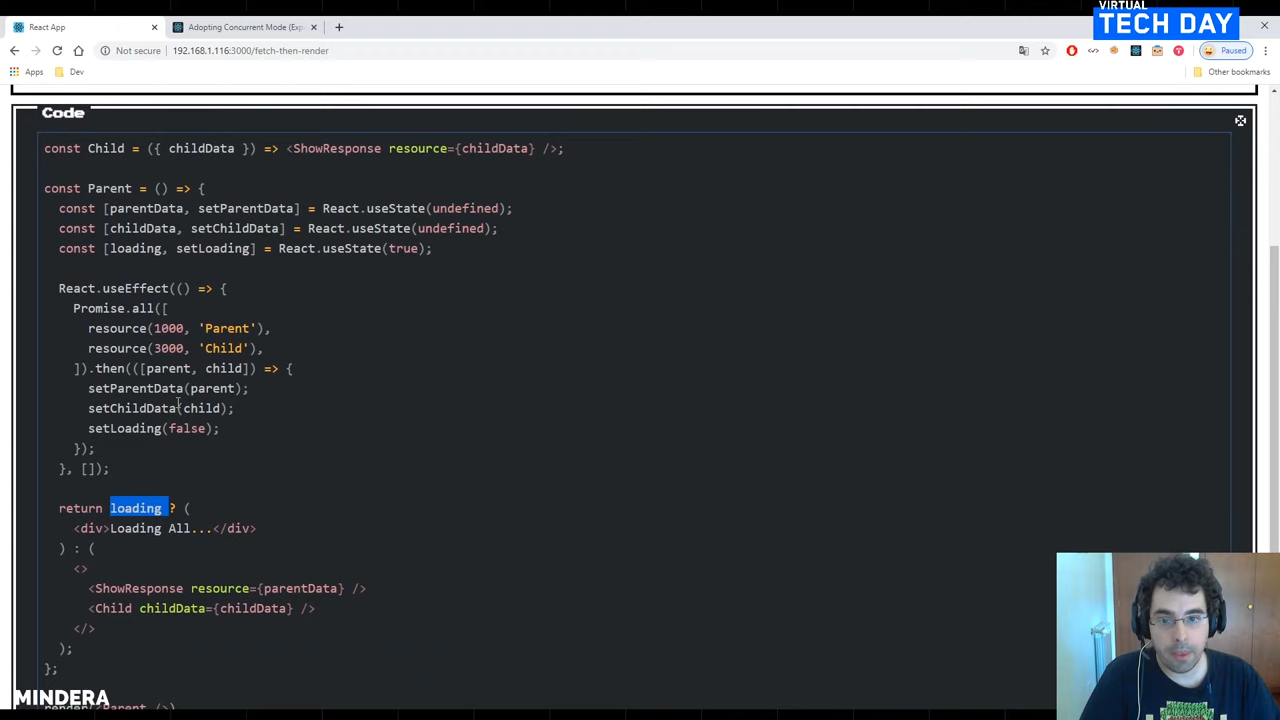 VIRTUAL
TECH DAY
React App
Adopting Concurrent Mode (Exp
Not secure
192.168.1.116:3000/fetch-then-render
Paused
Apps
Dev
Other bookmarks
Code
const Child = ({ childData }) => <ShowResponse resource={childData} />;
const Parent = () => {
const [parentData, setParentData] = React.useState(undefined);
const [childData, setChildData] = React.useState(undefined);
const [loading, setLoading] = React.useState(true);
React.useEffect(() => {
Promise.all([
resource(1000, 'Parent'),
resource(3000, 'Child'),
]).then(([parent, child]) => {
setParentData(parent);
setChildData(child);
setLoading(false);
});
}, []);
return loading ? (
<div>Loading All...</div>
) : (
<>
<ShowResponse resource={parentData} />
<Child childData={childData} />
</>
);
};
render(<Parent />)
MINDERA